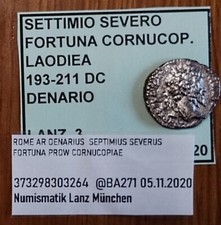 SETTIMIO SEVERO
FORTUNA CORNUCOP.
LAODIEA
193-211 DC
DENARIO
LANZ 3
20
ROME AR DENARIUS SEPTIMIUS SEVERUS
FORTUNA PROW CORNUCOPIAE
373298303264 @BA271 05.11.2020
Numismatik Lanz München